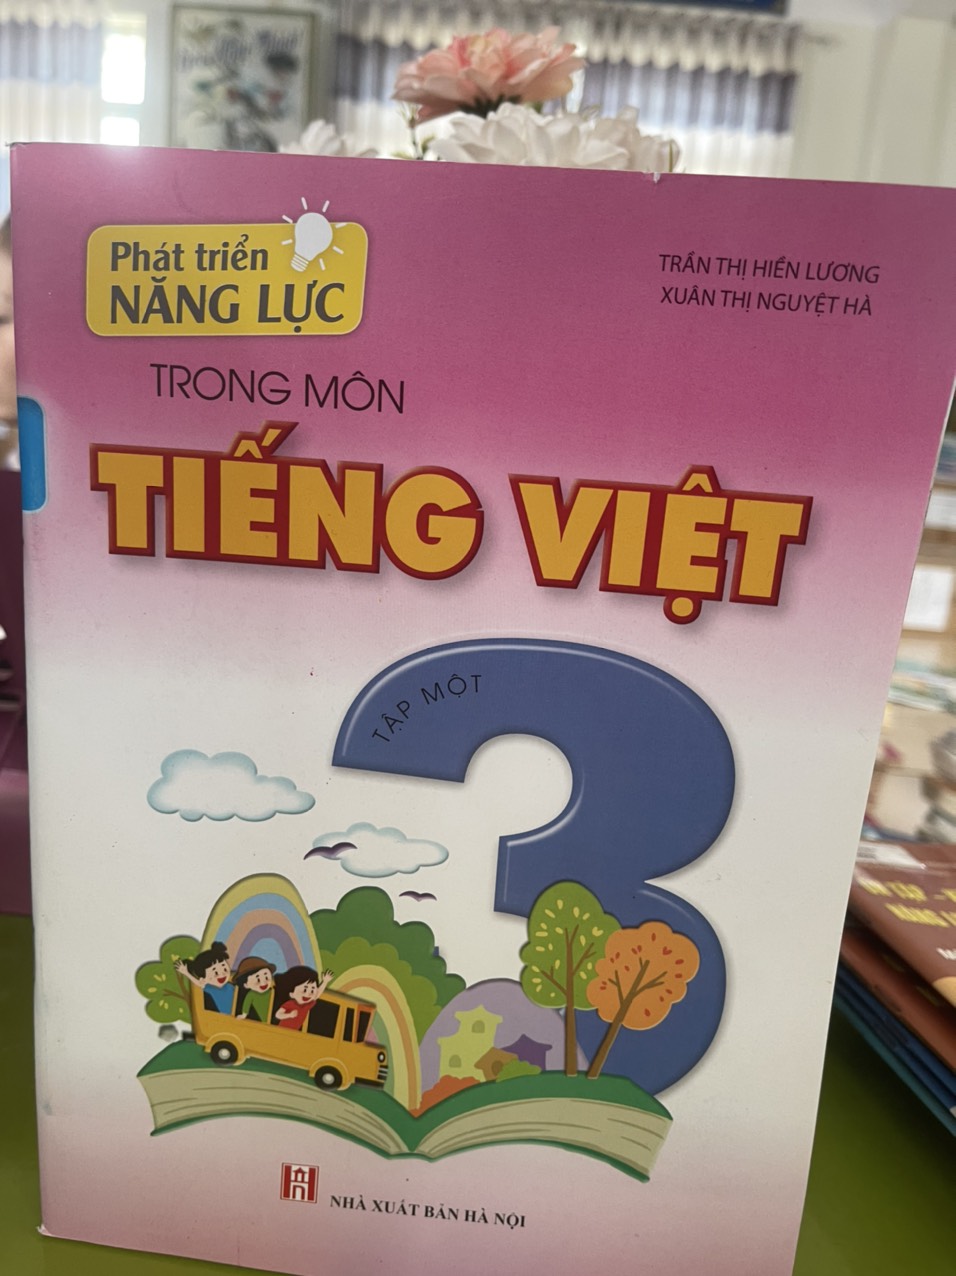 Phát triển
NĂNG LỰC
TRẦN THỊ HIỀN LƯƠNG
XUÂN THỊ NGUYỆT HÀ
TRONG MÔN
TIẾNG VIỆT
TẬP MỘT
3
NHÀ XUẤT BẢN HÀ NỘI